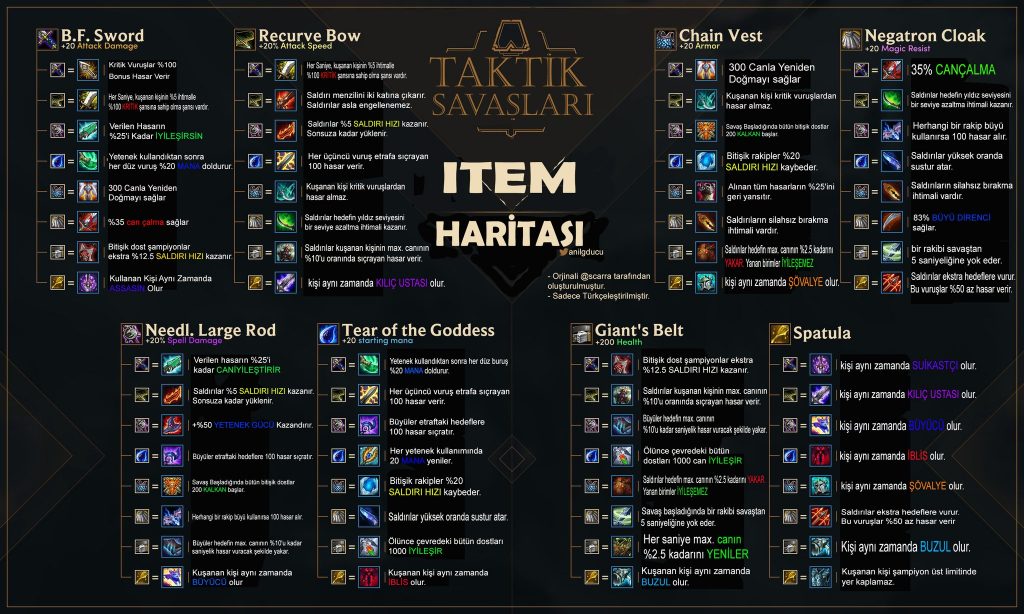 TAKTİK
SAVAŞLARI
ITEM
HARİTASI
anilgducu
- Orjinali @scarra tarafından
oluşturulmuştur.
- Sadece Türkçeleştirilmiştir.
B.F. Sword
+20 Attack Damage
Kritik Vuruşlar %100
Bonus Hasar Verir
Her Saniye, kuşanan kişinin %5 ihtimalle
%100 KRİTİK şansına sahip olma şansı vardır.
Verilen Hasarın
%25'i Kadar İYİLEŞİRSİN
Yetenek kullandıktan sonra
her düz vuruş %20 MANA doldurur.
300 Canla Yeniden
Doğmayı sağlar
%35 can çalma sağlar
Bitişik dost şampiyonlar
ekstra %12.5 SALDIRI HIZI kazanır.
Kullanan Kişi Aynı Zamanda
ASSASIN Olur
Recurve Bow
+20% Attack Speed
Her Saniye, kuşanan kişinin %5 ihtimalle
%100 KRİTİK şansına sahip olma şansı vardır.
Saldırı menzilini iki katına çıkarır.
Saldırılar asla engellenemez.
Saldırılar %5 SALDIRI HIZI kazanır.
Sonsuza kadar yüklenir.
Her üçüncü vuruş etrafa sıçrayan
100 hasar verir.
Kuşanan kişi kritik vuruşlardan
hasar almaz.
Saldırılar hedefin yıldız seviyesini
bir seviye azaltma ihtimali kazanır.
Saldırılar kuşanan kişinin max. canının
%10'u oranında sıçrayan hasar verir.
kişi aynı zamanda KILIÇ USTASI olur.
Chain Vest
+20 Armor
300 Canla Yeniden
Doğmayı sağlar
Kuşanan kişi kritik vuruşlardan
hasar almaz.
Savaş Başladığında bütün bitişik dostlar
200 KALKAN başlar.
Bitişik rakipler %20
SALDIRI HIZI kaybeder.
Alınan tüm hasarların %25'ini
geri yansıtır.
Saldırıların silahsız bırakma
ihtimali vardır.
Saldırılar hedefin max. canının %2.5 kadarını
YAKAR. Yanan birimler İYİLEŞEMEZ
kişi aynı zamanda ŞÖVALYE olur.
Negatron Cloak
+20 Magic Resist
35% CANÇALMA
Saldırılar hedefin yıldız seviyesini
bir seviye azaltma ihtimali kazanır.
Herhangi bir rakip büyü
kullanırsa 100 hasar alır.
Saldırılar yüksek oranda
sustur atar.
Saldırıların silahsız bırakma
ihtimali vardır.
83% BÜYÜ DİRENCİ
sağlar.
bir rakibi savaştan
5 saniyeliğine yok eder.
Saldırılar ekstra hedeflere vurur.
Bu vuruşlar %50 az hasar verir.
Needl. Large Rod
+20% Spell Damage
Verilen hasarın %25'i
kadar CANİYİLEŞTİRİR
Saldırılar %5 SALDIRI HIZI kazanır.
Sonsuza kadar yüklenir.
+%50 YETENEK GÜCÜ Kazandırır.
Büyüler etraftaki hedeflere 100 hasar sıçratır.
Savaş Başladığında bütün bitişik dostlar
200 KALKAN başlar.
Herhangi bir rakip büyü kullanırsa 100 hasar alır.
Büyüler hedefin max. canının %10'u kadar
saniyelik hasar vuracak şekilde yakar.
Kuşanan kişi aynı zamanda
BÜYÜCÜ olur
Tear of the Goddess
+20 starting mana
Yetenek kullandıktan sonra her düz buruş
%20 MANA doldurur.
Her üçüncü vuruş etrafa sıçrayan
100 hasar verir.
Büyüler etraftaki hedeflere
100 hasar sıçratır.
Her yetenek kullanımında
20 MANA yeniler.
Bitişik rakipler %20
SALDIRI HIZI kaybeder.
Saldırılar yüksek oranda sustur atar.
Ölünce çevredeki bütün dostları
1000 İYİLEŞİR
Kuşanan kişi aynı zamanda
İBLİS olur
Giant's Belt
+200 Health
Bitişik dost şampiyonlar ekstra
%12.5 SALDIRI HIZI kazanır.
Saldırılar kuşanan kişinin max. canının
%10'u oranında sıçrayan hasar verir.
Büyüler hedefin max. canının
%10'u kadar saniyelik hasar vuracak şekilde yakar.
Ölünce çevredeki bütün
dostları 1000 can İYİLEŞİR
Saldırılar hedefin max. canının %2.5 kadarını YAKAR
Yanan birimler İYİLEŞEMEZ
Savaş başladığında bir rakibi savaştan
5 saniyeliğine yok eder.
Her saniye max. canın
%2.5 kadarını YENİLER
Kuşanan kişi aynı zamanda
BUZUL olur.
Spatula
kişi aynı zamanda SUİKASTÇI olur.
kişi aynı zamanda KILIÇ USTASI olur.
kişi aynı zamanda BÜYÜCÜ olur.
kişi aynı zamanda İBLİS olur.
kişi aynı zamanda ŞÖVALYE olur.
Saldırılar ekstra hedeflere vurur.
Bu vuruşlar %50 az hasar verir
Kişi aynı zamanda BUZUL olur.
Kuşanan kişi şampiyon üst limitinde
yer kaplamaz.